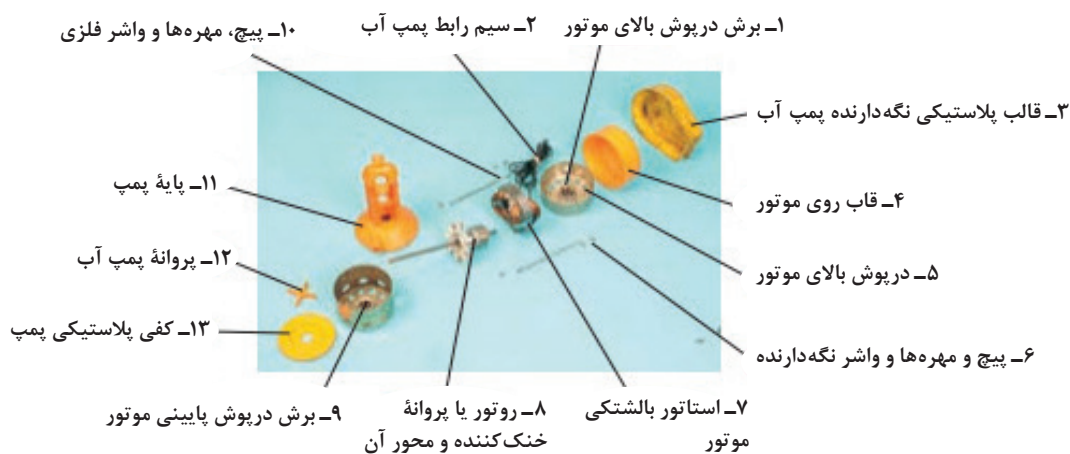 ۱ـ برش درپوش بالای موتور
۲ـ سیم رابط پمپ آب
۱۰ـ پیچ، مهره‌ها و واشر فلزی
۳ـ قالب پلاستیکی نگه‌دارنده پمپ آب
۴ـ قاب روی موتور
۵ـ درپوش بالای موتور
۶ـ پیچ و مهره‌ها و واشر نگه‌دارنده
۱۱ـ پایهٔ پمپ
۱۲ـ پروانهٔ پمپ آب
۱۳ـ کفی پلاستیکی پمپ
۷ـ استاتور بالشتکی
موتور
۸ـ روتور یا پروانهٔ
خنک‌کننده و محور آن
۹ـ برش درپوش پایینی موتور